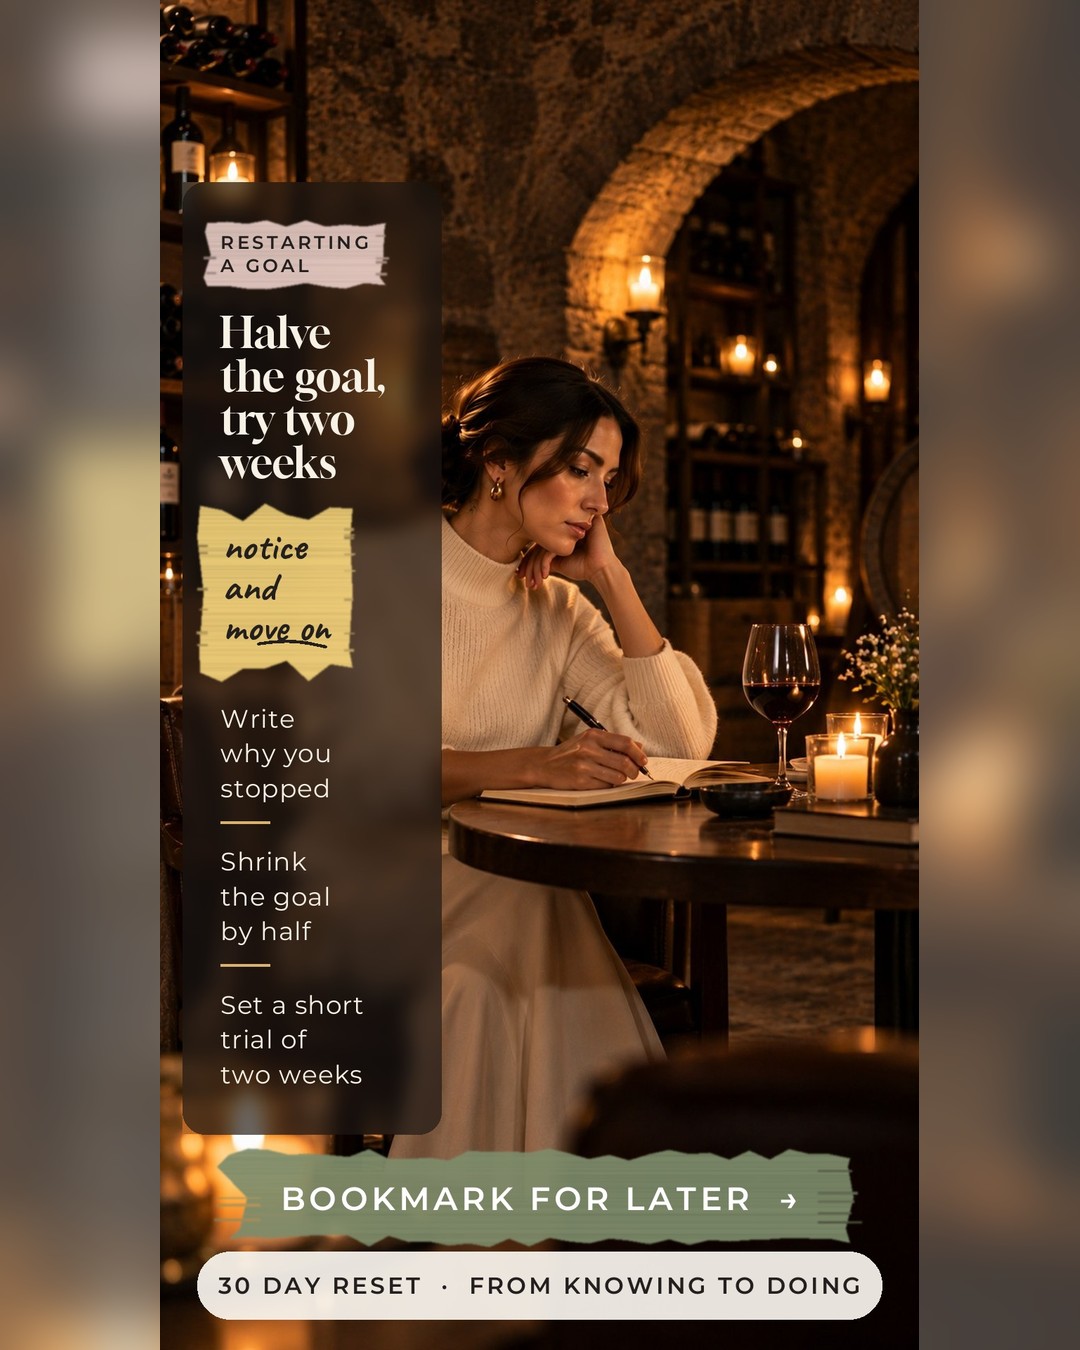 RESTARTING
A GOAL
Halve
the goal,
try two
weeks
notice
and
move on
Write
why you
stopped
Shrink
the goal
by half
Set a short
trial of
two weeks
BOOKMARK FOR LATER →
30 DAY RESET · FROM KNOWING TO DOING